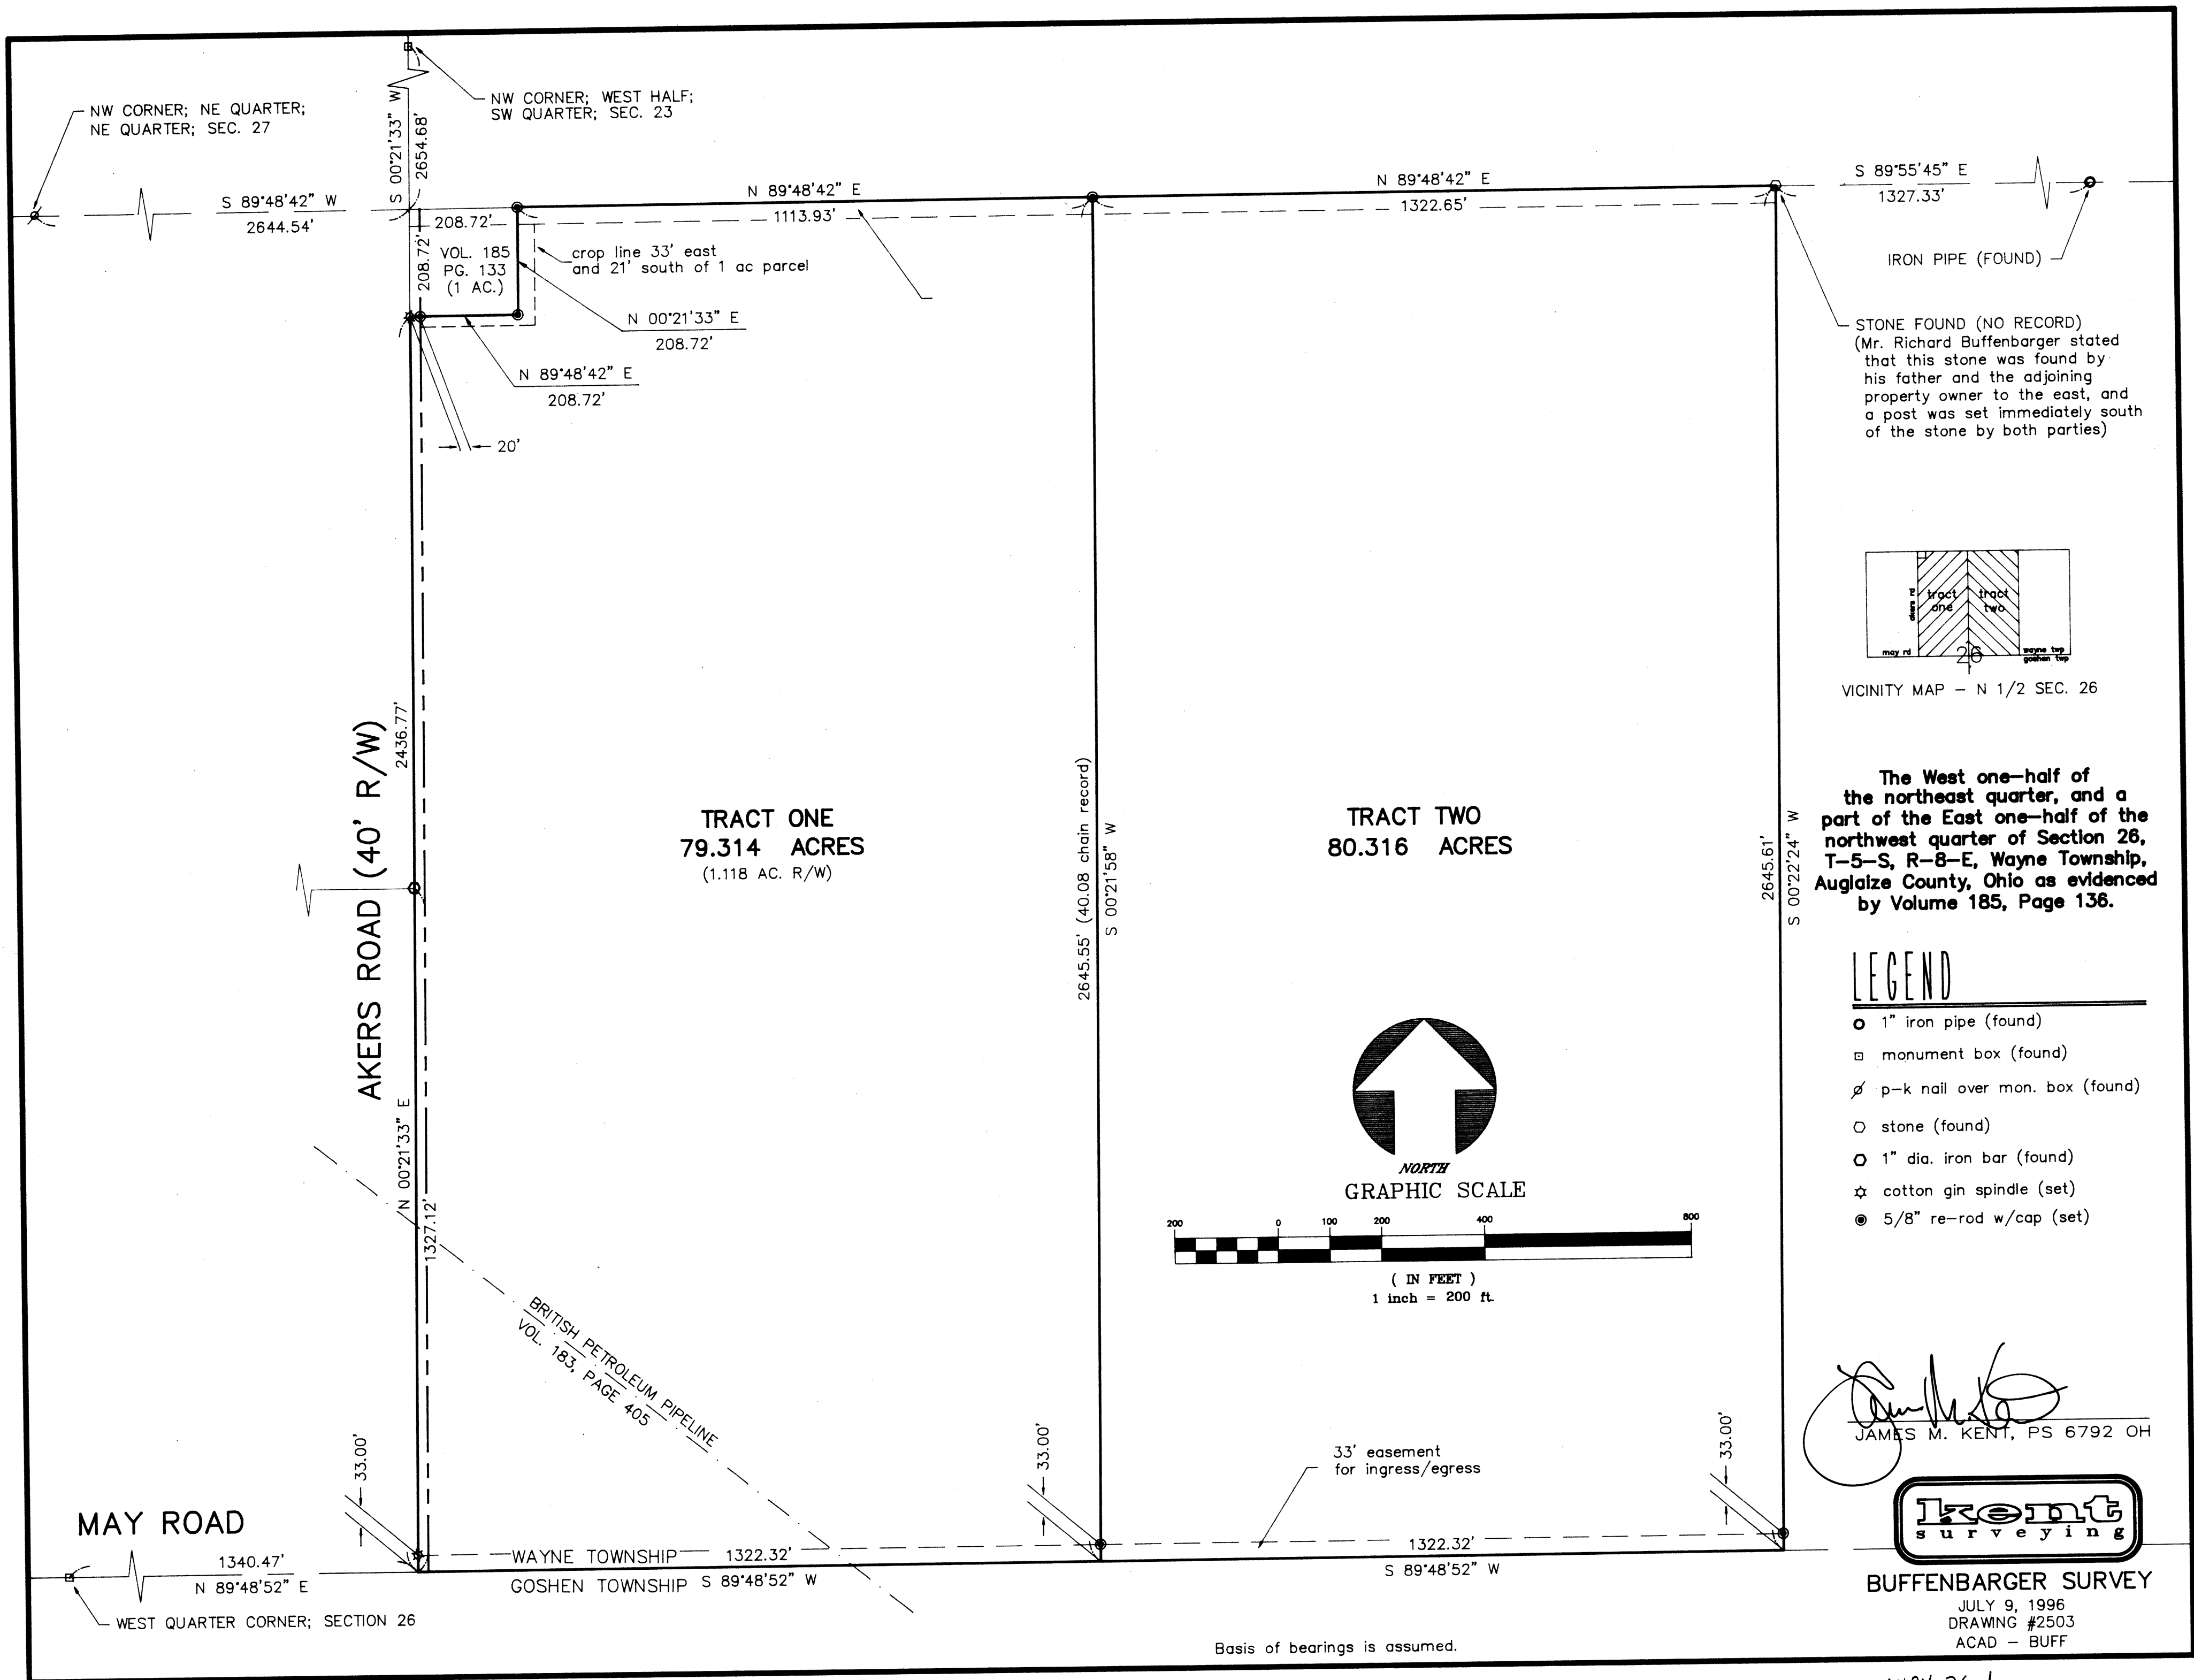 NW CORNER; NE QUARTER;
NE QUARTER; SEC. 27
NW CORNER; WEST HALF;
SW QUARTER; SEC. 23
S 00°21'33" W
2654.68'
S 89°48'42" W
2644.54'
N 89°48'42" E
1113.93'
N 89°48'42" E
1322.65'
S 89°55'45" E
1327.33'
IRON PIPE (FOUND)
208.72'
208.72'
VOL. 185
PG. 133
(1 AC.)
crop line 33' east
and 21' south of 1 ac parcel
N 00°21'33" E
208.72'
N 89°48'42" E
208.72'
20'
STONE FOUND (NO RECORD)
(Mr. Richard Buffenbarger stated
that this stone was found by
his father and the adjoining
property owner to the east, and
a post was set immediately south
of the stone by both parties)
akers rd
tract
one
tract
two
may rd
26
wayne twp
goshen twp
VICINITY MAP – N 1/2 SEC. 26
AKERS ROAD (40' R/W)
2436.77'
N 00°21'33" E
1327.12'
TRACT ONE
79.314 ACRES
(1.118 AC. R/W)
2645.55' (40.08 chain record)
S 00°21'58" W
TRACT TWO
80.316 ACRES
2645.61'
S 00°22'24" W
The West one-half of
the northeast quarter, and a
part of the East one-half of the
northwest quarter of Section 26,
T-5-S, R-8-E, Wayne Township,
Auglaize County, Ohio as evidenced
by Volume 185, Page 136.
LEGEND
1" iron pipe (found)
monument box (found)
p-k nail over mon. box (found)
stone (found)
1" dia. iron bar (found)
cotton gin spindle (set)
5/8" re-rod w/cap (set)
NORTH
GRAPHIC SCALE
200 0 100 200 400 800
( IN FEET )
1 inch = 200 ft.
BRITISH PETROLEUM PIPELINE
VOL. 183, PAGE 405
33.00'
33.00'
33.00'
33' easement
for ingress/egress
JAMES M. KENT, PS 6792 OH
MAY ROAD
1340.47'
N 89°48'52" E
WEST QUARTER CORNER; SECTION 26
WAYNE TOWNSHIP
1322.32'
GOSHEN TOWNSHIP
S 89°48'52" W
1322.32'
S 89°48'52" W
kent
surveying
BUFFENBARGER SURVEY
JULY 9, 1996
DRAWING #2503
ACAD – BUFF
Basis of bearings is assumed.